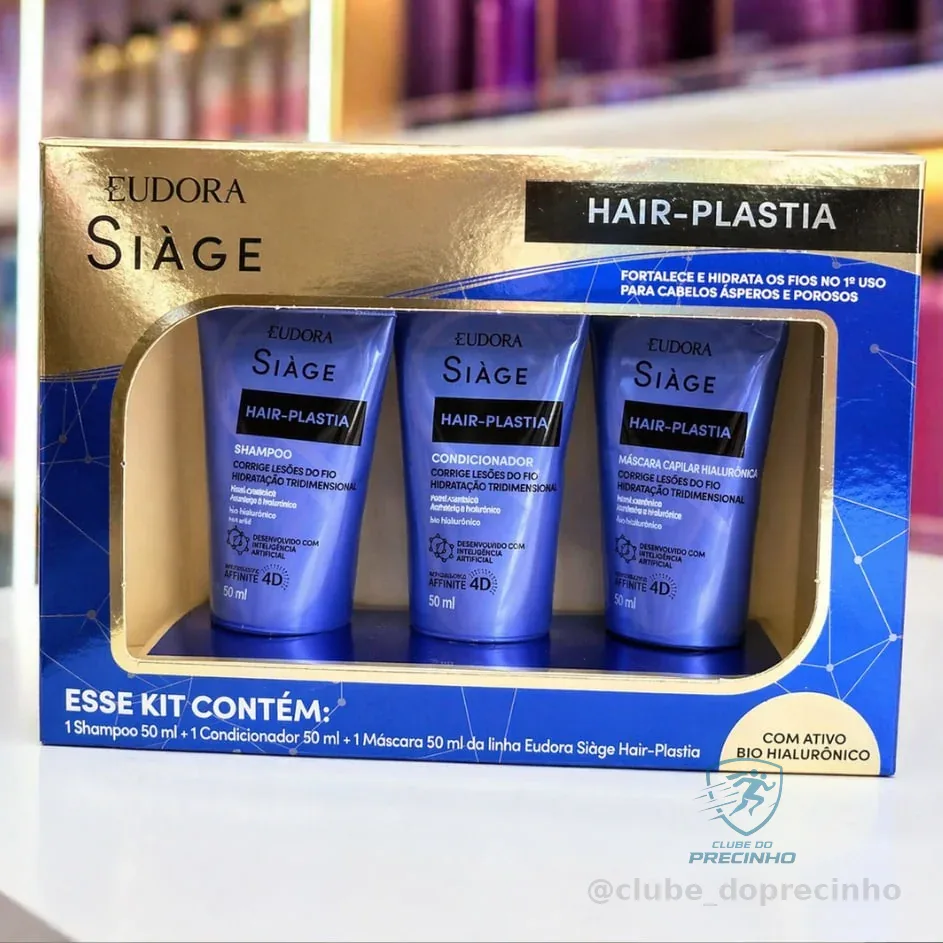 EUDORA
SIÀGE
HAIR-PLASTIA
FORTALECE E HIDRATA OS FIOS NO 1º USO
PARA CABELOS ÁSPEROS E POROSOS
EUDORA
SIÀGE
HAIR-PLASTIA
SHAMPOO
CORRIGE LESÕES DO FIO
HIDRATAÇÃO TRIDIMENSIONAL
DESENVOLVIDO COM
INTELIGÊNCIA
ARTIFICIAL
AFFINITÉ 4D
50 ml
EUDORA
SIÀGE
HAIR-PLASTIA
CONDICIONADOR
CORRIGE LESÕES DO FIO
HIDRATAÇÃO TRIDIMENSIONAL
bio hialurônico
DESENVOLVIDO COM
INTELIGÊNCIA
ARTIFICIAL
AFFINITÉ 4D
50 ml
EUDORA
SIÀGE
HAIR-PLASTIA
MÁSCARA CAPILAR HIALURÔNICA
CORRIGE LESÕES DO FIO
HIDRATAÇÃO TRIDIMENSIONAL
DESENVOLVIDO COM
INTELIGÊNCIA
ARTIFICIAL
AFFINITÉ 4D
50 ml
ESSE KIT CONTÉM:
1 Shampoo 50 ml + 1 Condicionador 50 ml + 1 Máscara 50 ml da linha Eudora Siàge Hair-Plastia
COM ATIVO
BIO HIALURÔNICO
CLUBE DO
PRECINHO
@clube_doprecinho